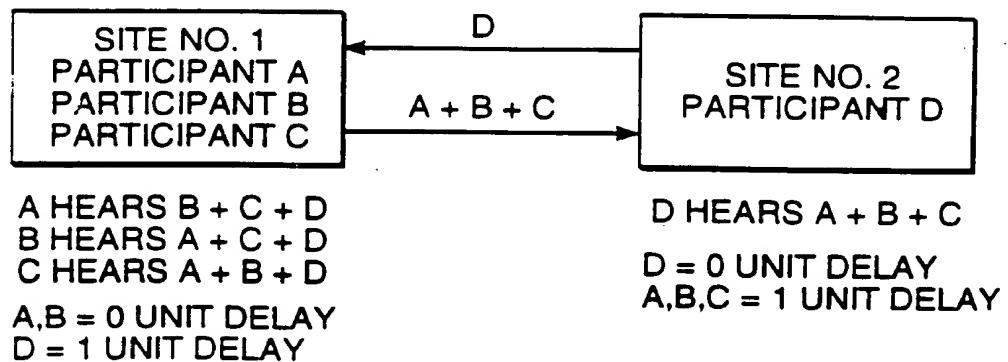 SITE NO. 1
PARTICIPANT A
PARTICIPANT B
PARTICIPANT C
D
A + B + C
SITE NO. 2
PARTICIPANT D
A HEARS B + C + D
B HEARS A + C + D
C HEARS A + B + D
A,B = 0 UNIT DELAY
D = 1 UNIT DELAY
D HEARS A + B + C
D = 0 UNIT DELAY
A,B,C = 1 UNIT DELAY